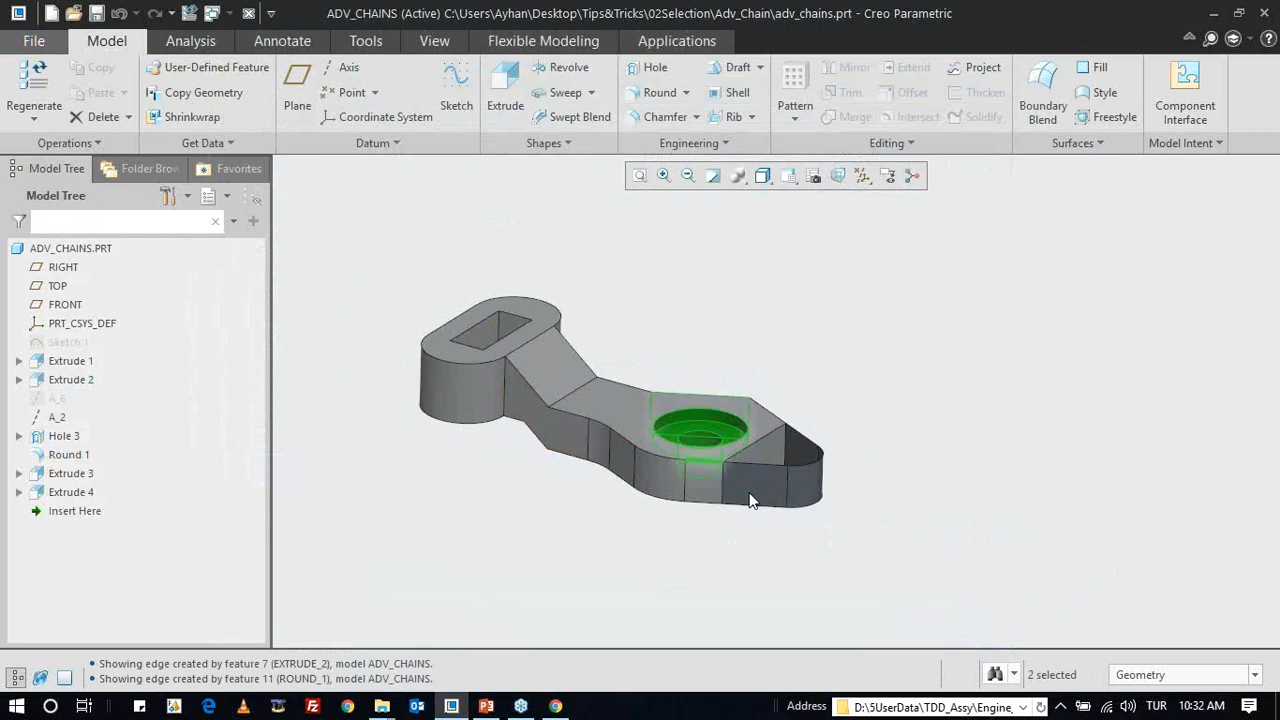 ADV_CHAINS (Active) C:\Users\Ayhan\Desktop\Tips&Tricks\02Selection\Adv_Chain\adv_chains.prt - Creo Parametric
File Model Analysis Annotate Tools View Flexible Modeling Applications
Regenerate
Copy
Paste
Delete
Operations
User-Defined Feature
Copy Geometry
Shrinkwrap
Get Data
Plane
Axis
Point
Coordinate System
Sketch
Datum
Extrude
Revolve
Sweep
Swept Blend
Shapes
Hole
Round
Chamfer
Draft
Shell
Rib
Engineering
Pattern
Mirror
Trim
Merge
Extend
Offset
Intersect
Project
Thicken
Solidify
Editing
Boundary
Blend
Fill
Style
Freestyle
Surfaces
Component
Interface
Model Intent
Model Tree
Folder Brow
Favorites
Model Tree
ADV_CHAINS.PRT
RIGHT
TOP
FRONT
PRT_CSYS_DEF
Sketch 1
Extrude 1
Extrude 2
A_6
A_2
Hole 3
Round 1
Extrude 3
Extrude 4
Insert Here
• Showing edge created by feature 7 (EXTRUDE_2), model ADV_CHAINS.
• Showing edge created by feature 11 (ROUND_1), model ADV_CHAINS.
2 selected
Geometry
Address D:\5UserData\TDD_Assy\Engine_
TUR 10:32 AM